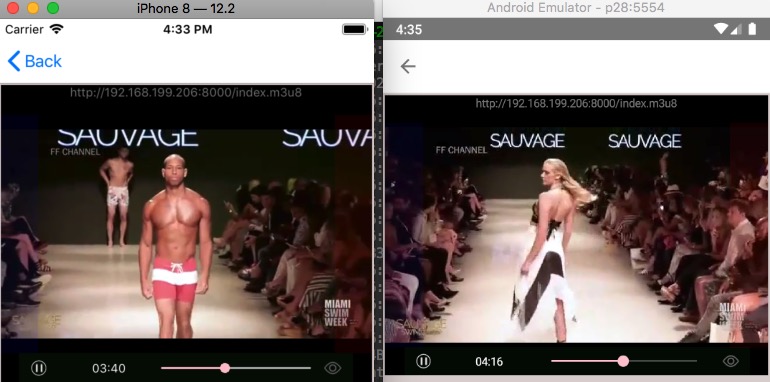 iPhone 8 — 12.2
Carrier
4:33 PM
Back
http://192.168.199.206:8000/index.m3u8
SAUVAGE
SAUVA
FF CHANNEL
MIAMI
SWIM
WEEK
03:40
Android Emulator - p28:5554
4:35
http://192.168.199.206:8000/index.m3u8
SAUVAGE
SAUVAGE
FF CHANNEL
SAUVAGE
MIAMI
SWIM
WEEK
04:16